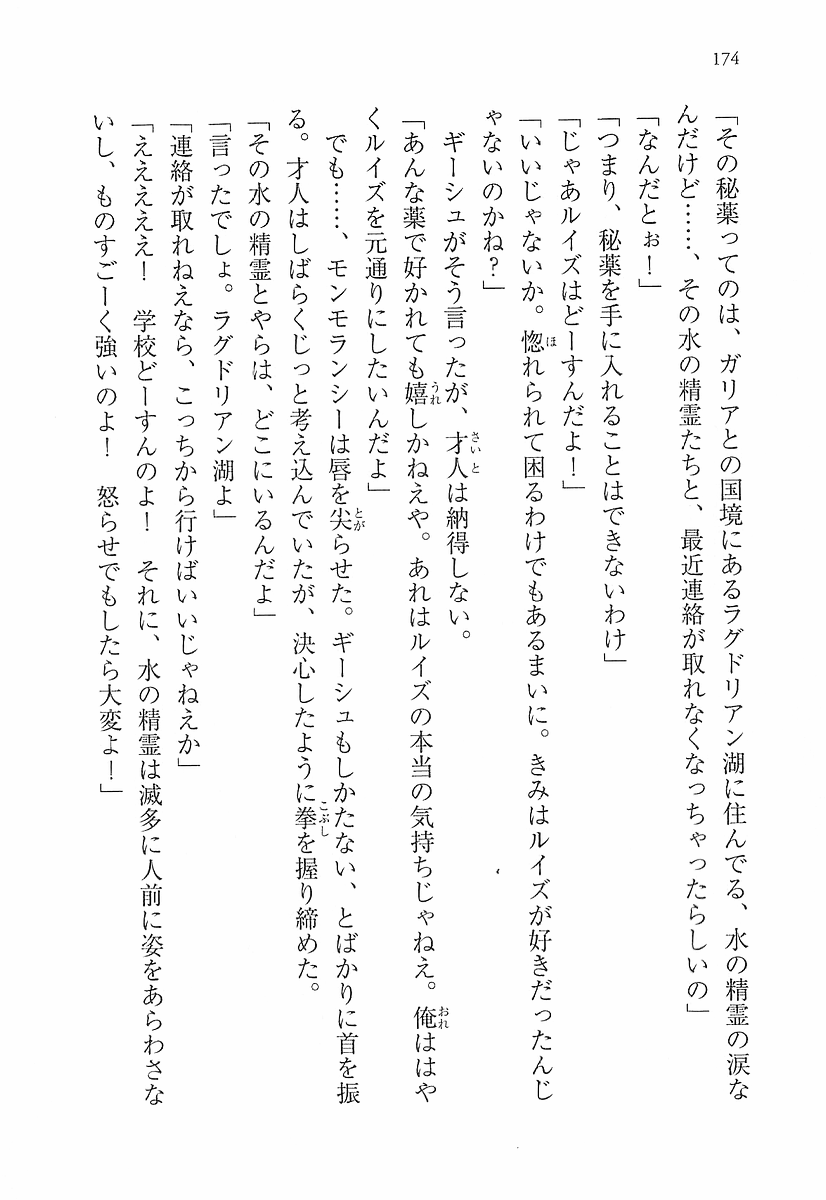 174
「その秘薬ってのは、ガリアとの国境にあるラグドリアン湖に住んでる、水の精霊の涙な
んだけど……、その水の精霊たちと、最近連絡が取れなくなっちゃったらしいの」
「なんだとぉ！」
「つまり、秘薬を手に入れることはできないわけ」
「じゃあルイズはどーすんだよ！」
「いいじゃないか。惚れられて困るわけでもあるまいに。きみはルイズが好きだったんじ
ゃないのかね？」
　ギーシュがそう言ったが、才人は納得しない。
「あんな薬で好かれても嬉しかねえや。あれはルイズの本当の気持ちじゃねえ。俺ははや
くルイズを元通りにしたいんだよ」
　でも……、モンモランシーは唇を尖らせた。ギーシュもしかたない、とばかりに首を振
る。才人はしばらくじっと考え込んでいたが、決心したように拳を握り締めた。
「その水の精霊とやらは、どこにいるんだよ」
「言ったでしょ。ラグドリアン湖よ」
「連絡が取れねえなら、こっちから行けばいいじゃねえか」
「えええええ！　学校どーすんのよ！　それに、水の精霊は滅多に人前に姿をあらわさな
いし、ものすごーく強いのよ！　怒らせでもしたら大変よ！」